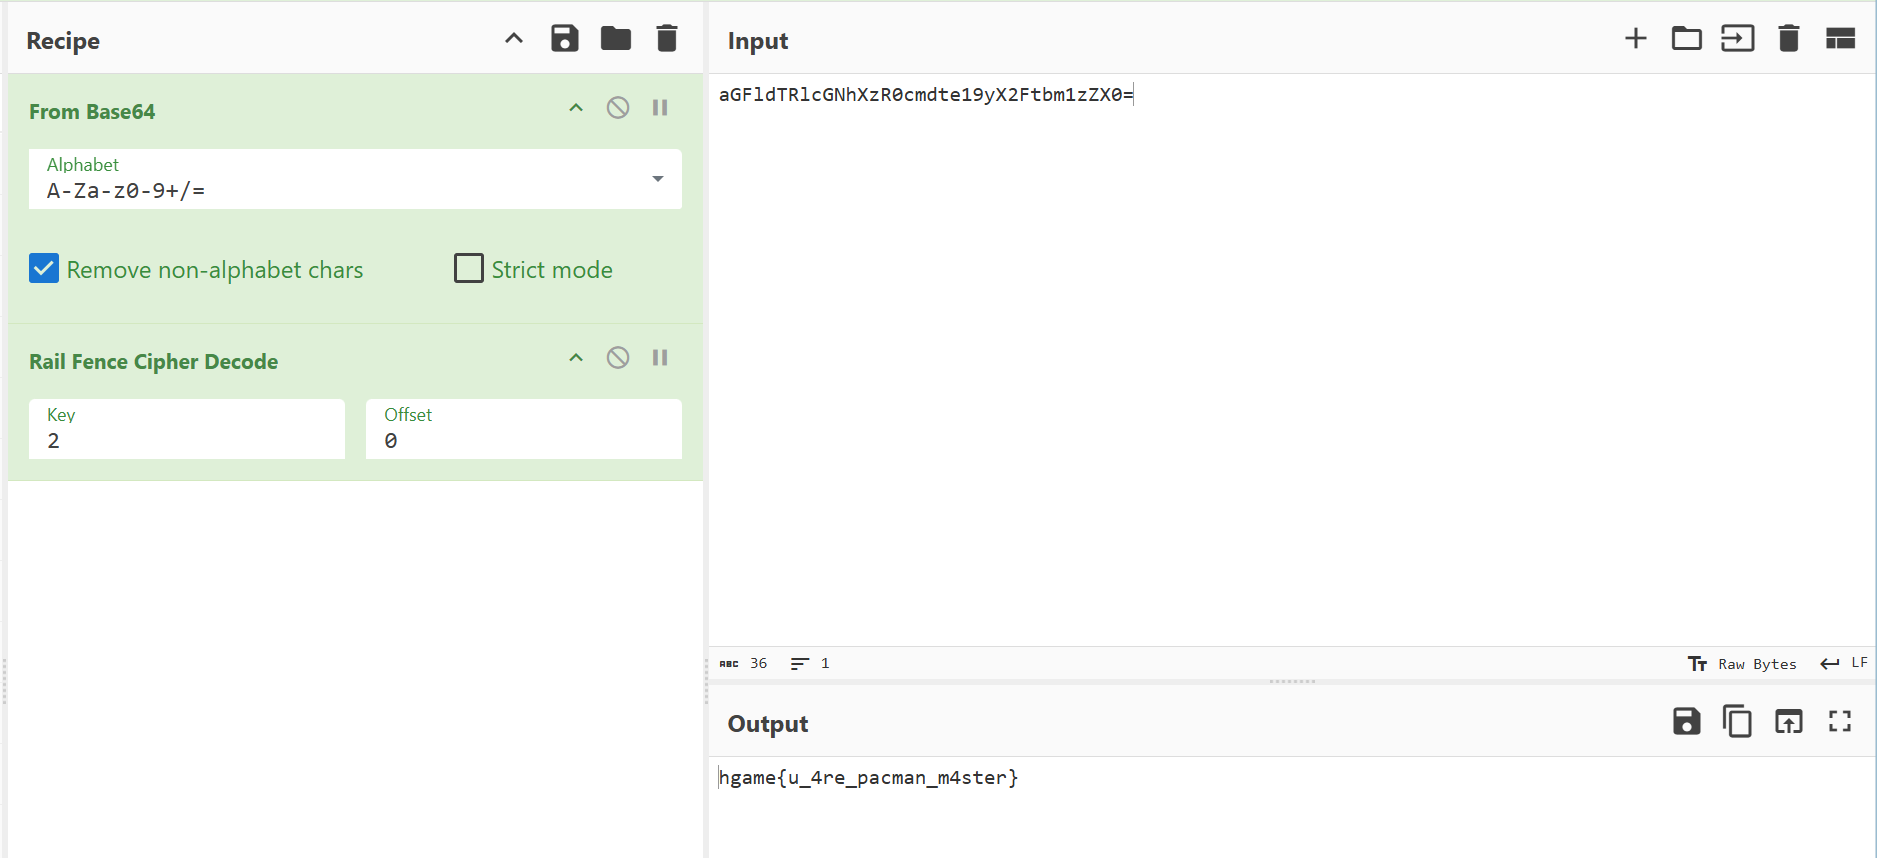 Recipe
From Base64
Alphabet
A-Za-z0-9+/=
Remove non-alphabet chars
Strict mode
Rail Fence Cipher Decode
Key
2
Offset
0
Input
aGFldTRlcGNhXzR0cmdte19yX2Ftbm1zZX0=
ABC 36 1
Tт Raw Bytes LF
Output
hgame{u_4re_pacman_m4ster}